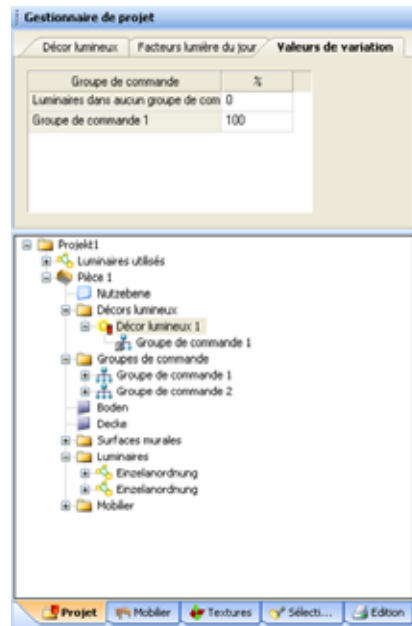 Gestionnaire de projet
Décor lumineux Facteurs lumière du jour Valeurs de variation
Groupe de commande %
Luminaires dans aucun groupe de com 0
Groupe de commande 1 100
Projekt1
Luminaires utilisés
Pièce 1
Nutzebene
Décors lumineux
Décor lumineux 1
Groupe de commande 1
Groupes de commande
Groupe de commande 1
Groupe de commande 2
Boden
Decke
Surfaces murales
Luminaires
Einzelanordnung
Einzelanordnung
Mobilier
Projet Mobilier Textures Sélecti... Edition